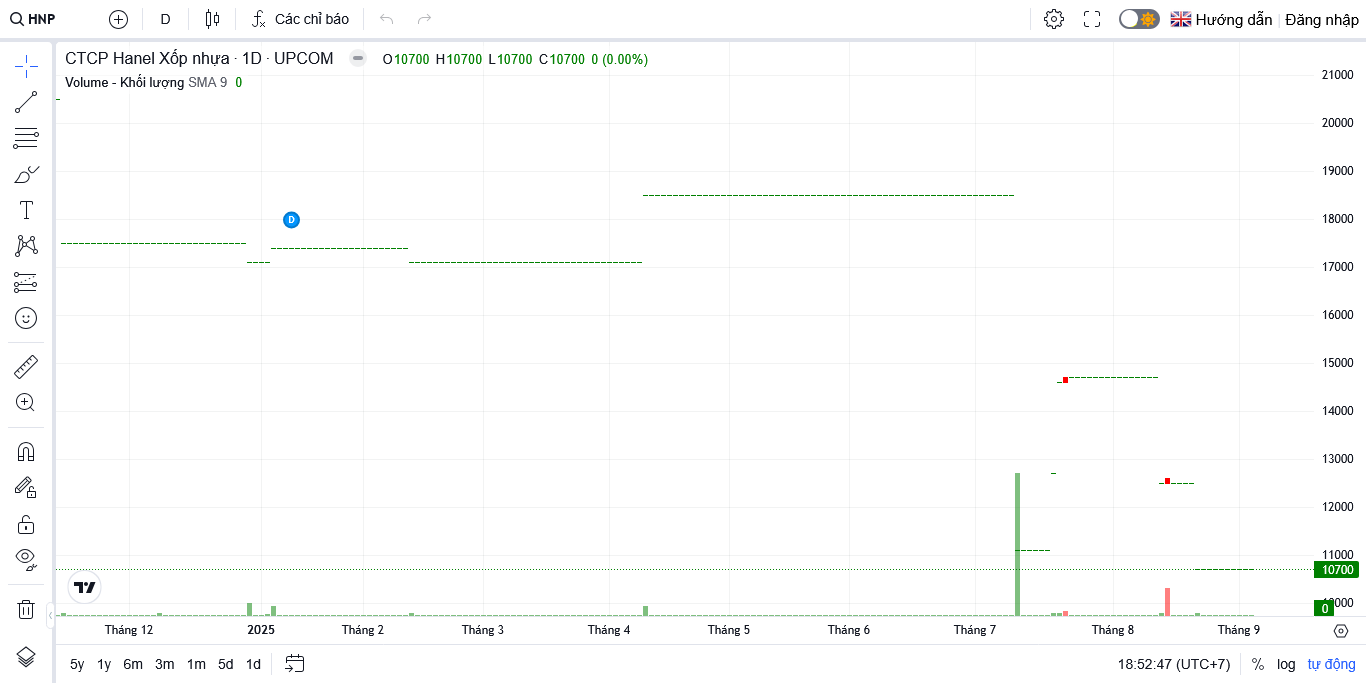 HNP D Các chỉ báo Hướng dẫn Đăng nhập
CTCP Hanel Xốp nhựa · 1D · UPCOM O10700 H10700 L10700 C10700 0 (0.00%)
Volume - Khối lượng SMA 9 0
21000
20000
19000
18000
D
17000
16000
15000
14000
13000
12000
11000
10700
0
Tháng 12 2025 Tháng 2 Tháng 3 Tháng 4 Tháng 5 Tháng 6 Tháng 7 Tháng 8 Tháng 9
5y 1y 6m 3m 1m 5d 1d 18:52:47 (UTC+7) % log tự động